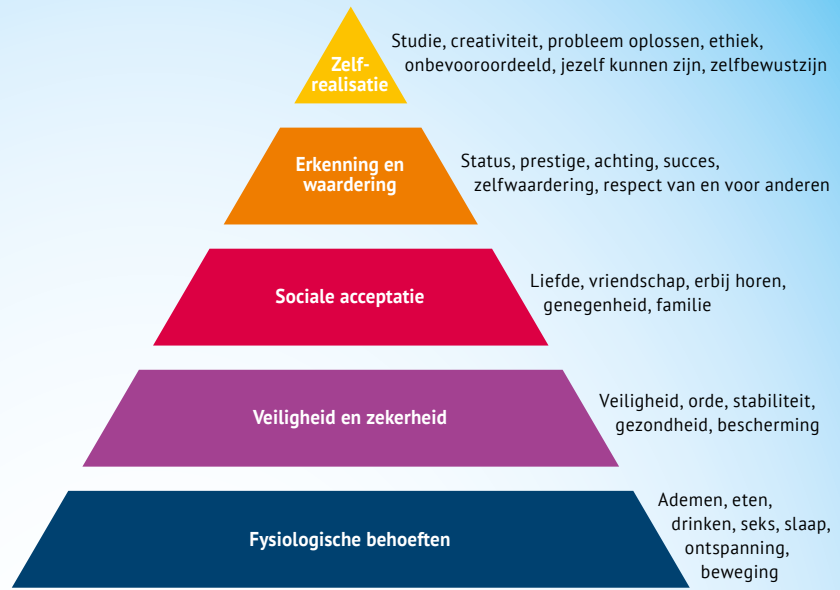 Zelf-
realisatie
Studie, creativiteit, probleem oplossen, ethiek,
onbevooroordeeld, jezelf kunnen zijn, zelfbewustzijn
Erkenning en
waardering
Status, prestige, achting, succes,
zelfwaardering, respect van en voor anderen
Sociale acceptatie
Liefde, vriendschap, erbij horen,
genegenheid, familie
Veiligheid en zekerheid
Veiligheid, orde, stabiliteit,
gezondheid, bescherming
Fysiologische behoeften
Ademen, eten,
drinken, seks, slaap,
ontspanning,
beweging